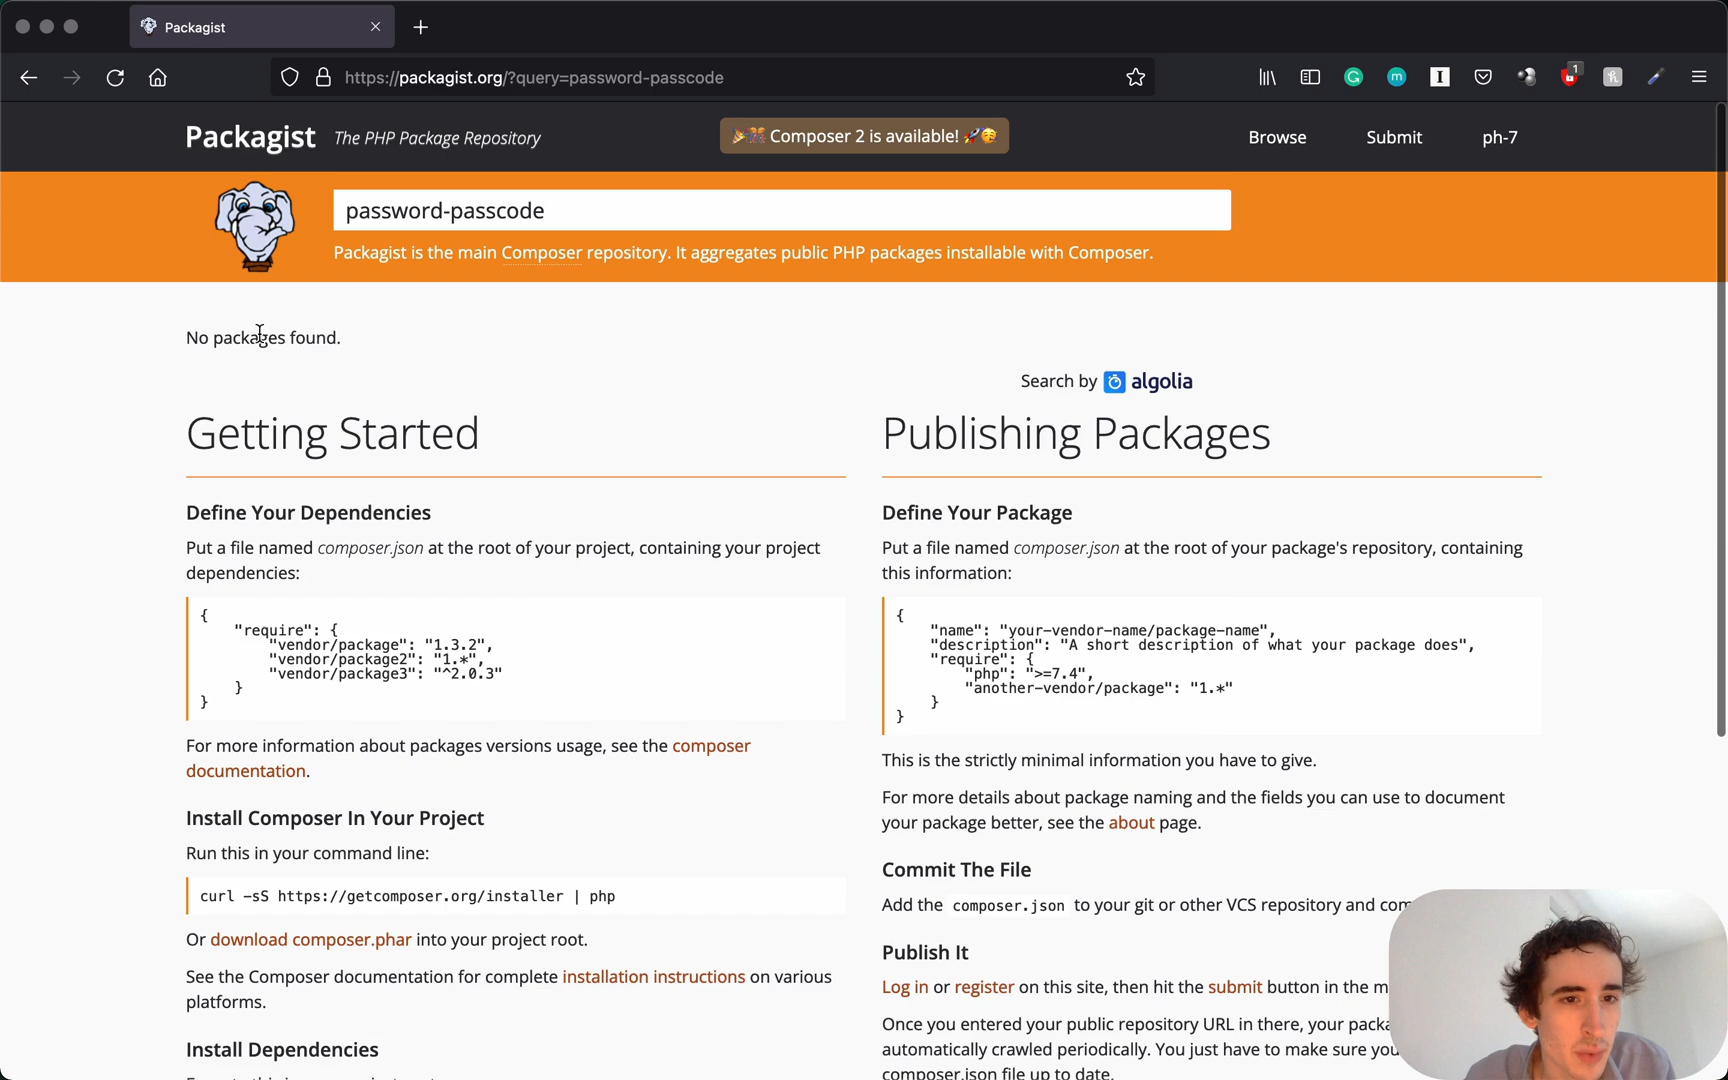 Packagist
https://packagist.org/?query=password-passcode
1
Packagist
The PHP Package Repository
Composer 2 is available!
Browse
Submit
ph-7
password-passcode
Packagist is the main Composer repository. It aggregates public PHP packages installable with Composer.
No packages found.
Search by algolia
Getting Started
Define Your Dependencies
Put a file named composer.json at the root of your project, containing your project
dependencies:
{
"require": {
"vendor/package": "1.3.2",
"vendor/package2": "1.*",
"vendor/package3": "^2.0.3"
}
}
For more information about packages versions usage, see the composer
documentation.
Install Composer In Your Project
Run this in your command line:
curl -sS https://getcomposer.org/installer | php
Or download composer.phar into your project root.
See the Composer documentation for complete installation instructions on various
platforms.
Install Dependencies
Publishing Packages
Define Your Package
Put a file named composer.json at the root of your package's repository, containing
this information:
{
"name": "your-vendor-name/package-name",
"description": "A short description of what your package does",
"require": {
"php": ">=7.4",
"another-vendor/package": "1.*"
}
}
This is the strictly minimal information you have to give.
For more details about package naming and the fields you can use to document
your package better, see the about page.
Commit The File
Add the composer.json to your git or other VCS repository and com
Publish It
Log in or register on this site, then hit the submit button in the m
Once you entered your public repository URL in there, your packa
automatically crawled periodically. You just have to make sure you
composer.json file up to date.